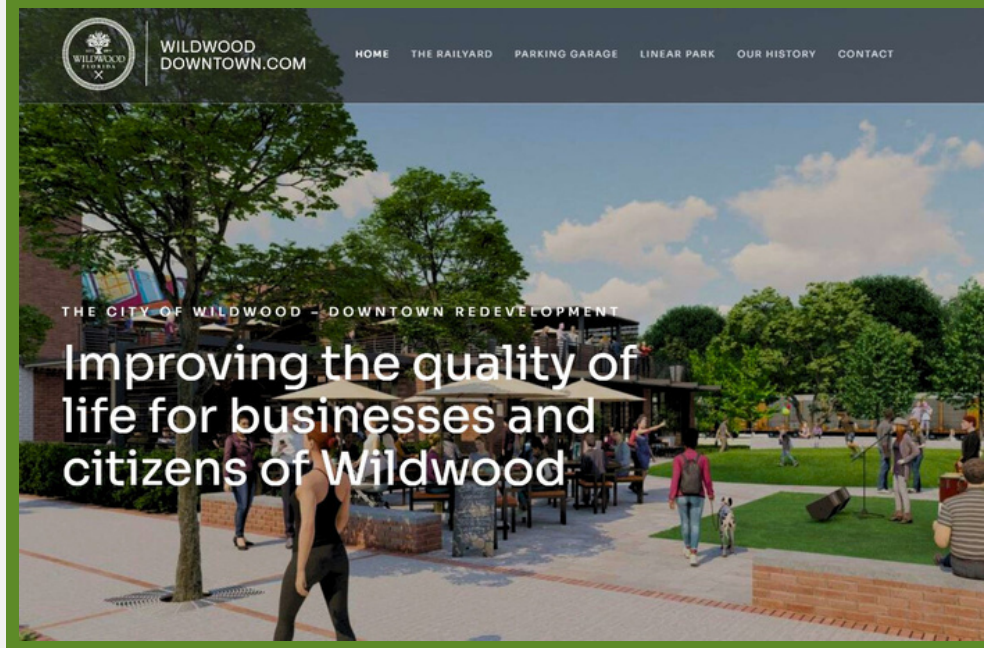 WILDWOOD
FLORIDA
WILDWOOD
DOWNTOWN.COM
HOME THE RAILYARD PARKING GARAGE LINEAR PARK OUR HISTORY CONTACT
THE CITY OF WILDWOOD – DOWNTOWN REDEVELOPMENT
Improving the quality of
life for businesses and
citizens of Wildwood